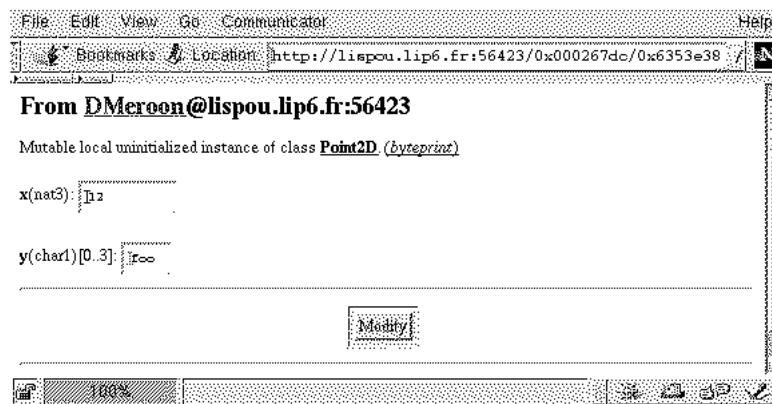 File Edit View Go Communicator Help
Bookmarks Location: http://lispou.lip6.fr:56423/0x000267dc/0x6353e38
From DMeroon@lispou.lip6.fr:56423
Mutable local uninitialized instance of class Point2D. (byteprint)
x(nat3): 12
y(char1)[0..3]: foo
Modify
100%